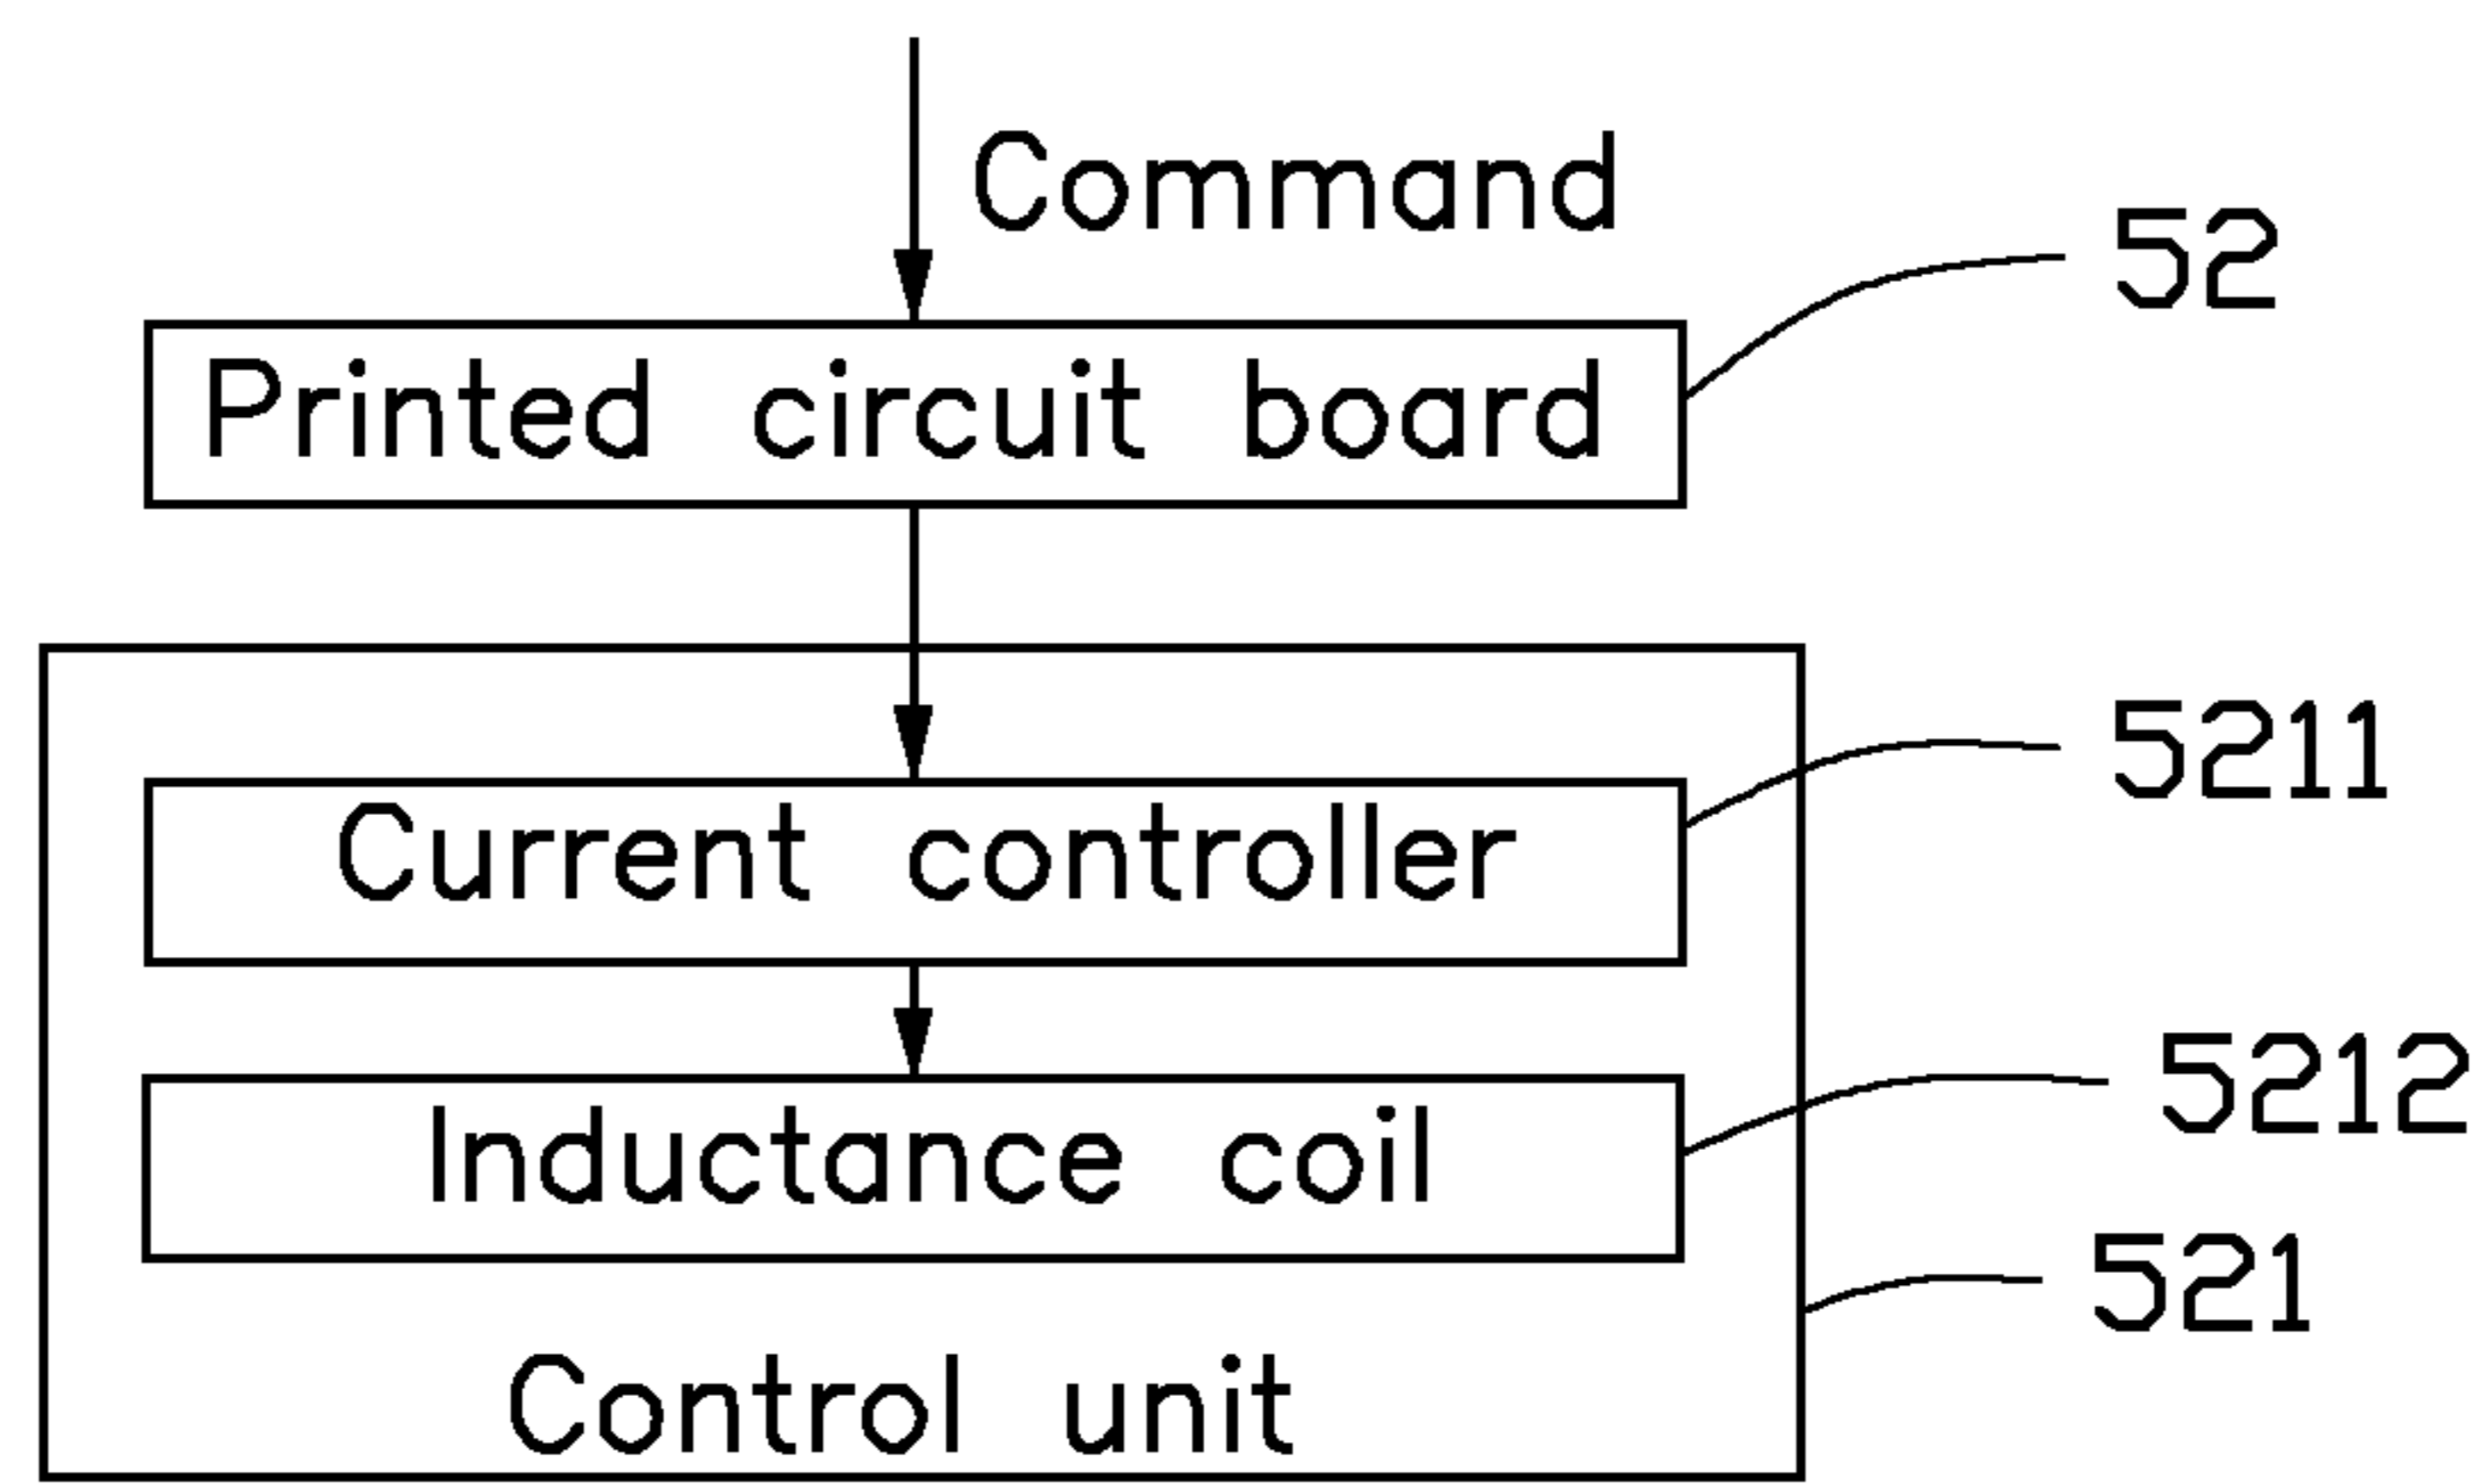 Command
52
Printed circuit board
5211
Current controller
5212
Inductance coil
521
Control unit